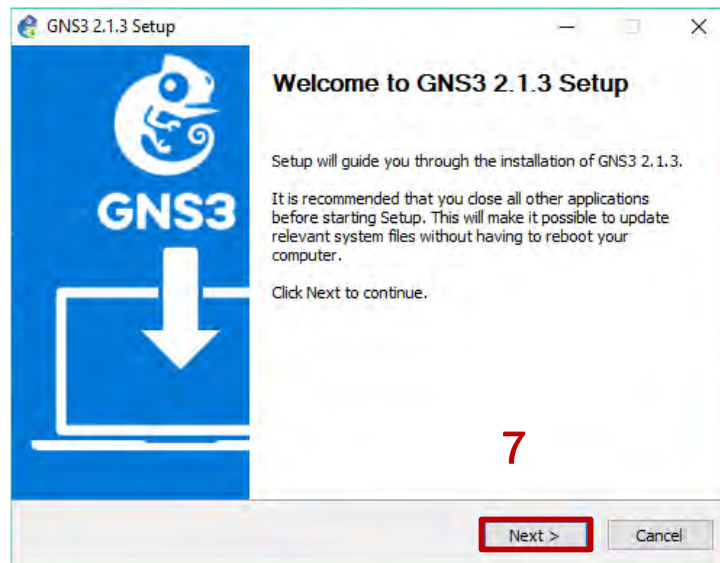 GNS3 2.1.3 Setup
Welcome to GNS3 2.1.3 Setup
Setup will guide you through the installation of GNS3 2.1.3.
It is recommended that you close all other applications
before starting Setup. This will make it possible to update
relevant system files without having to reboot your
computer.
Click Next to continue.
GNS3
7
Next >
Cancel